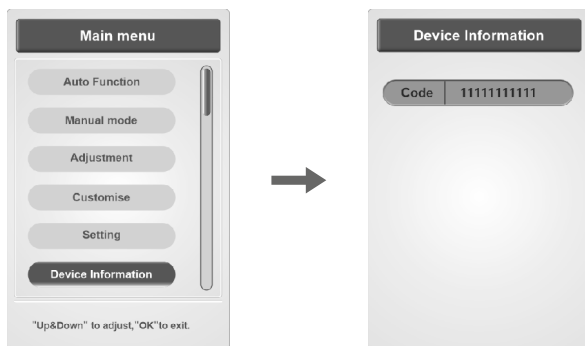 Main menu
Auto Function
Manual mode
Adjustment
Customise
Setting
Device Information
"Up&Down" to adjust,"OK"to exit.
Device Information
Code 11111111111